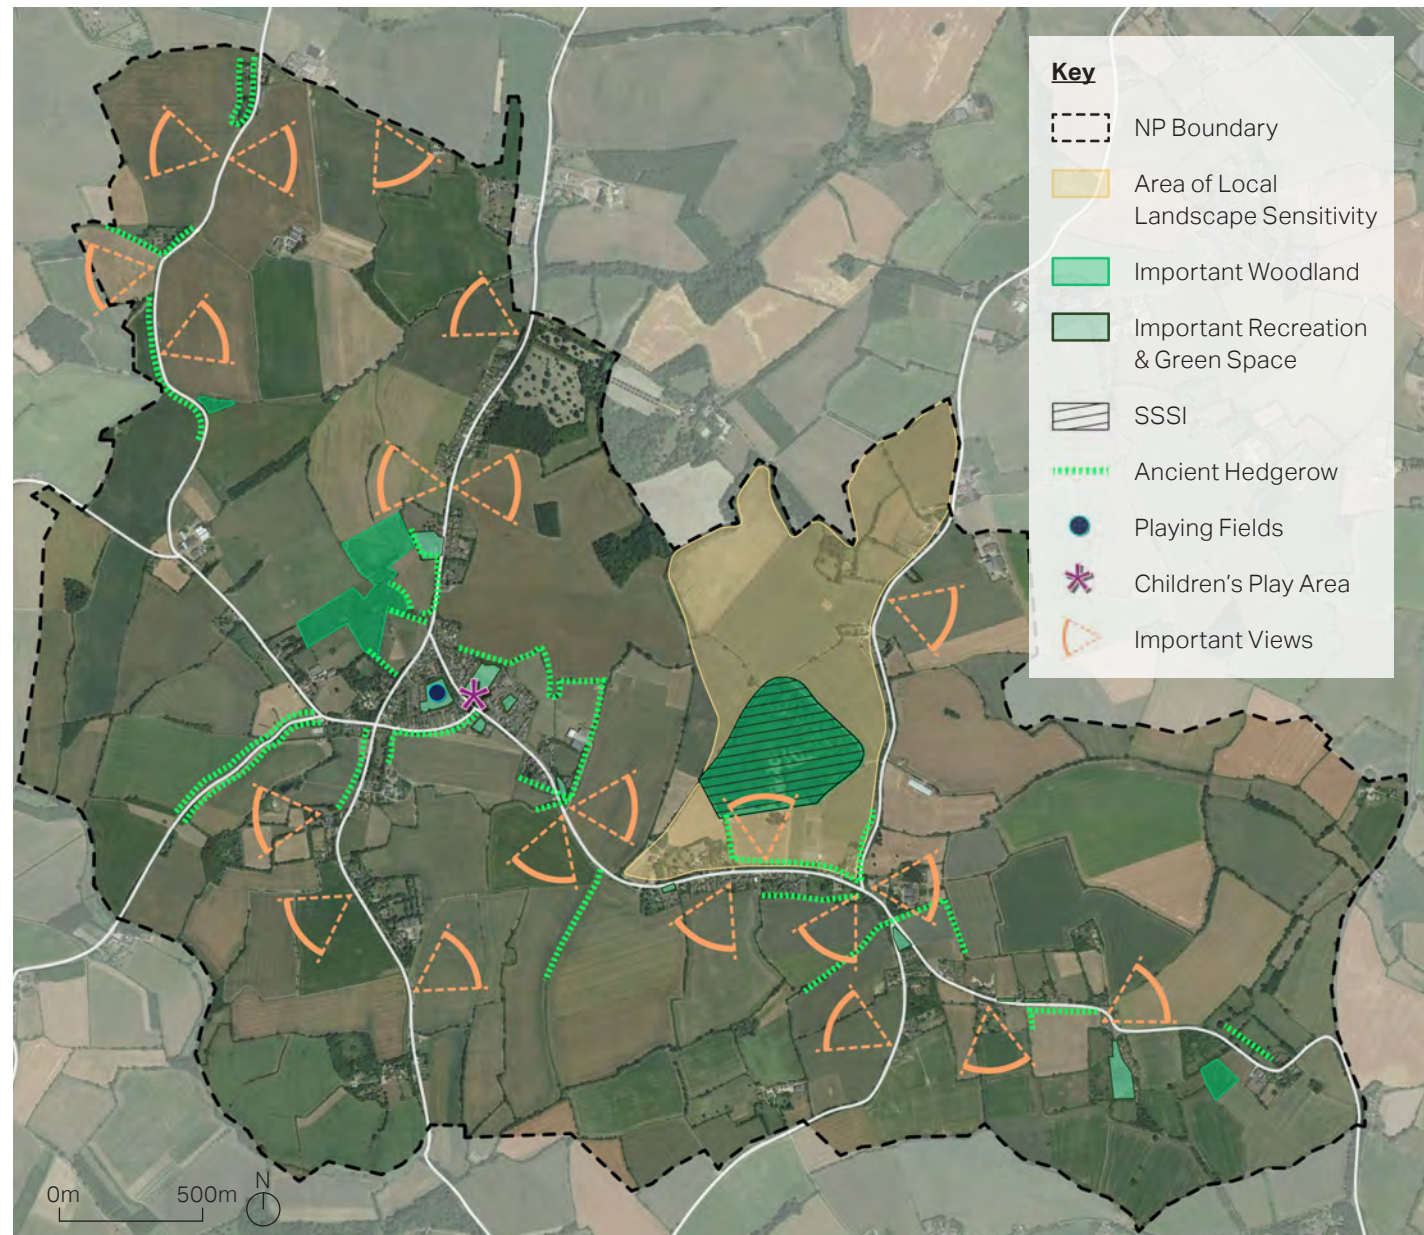 Key
NP Boundary
Area of Local
Landscape Sensitivity
Important Woodland
Important Recreation
& Green Space
SSSI
Ancient Hedgerow
Playing Fields
Children's Play Area
Important Views
0m
500m
N